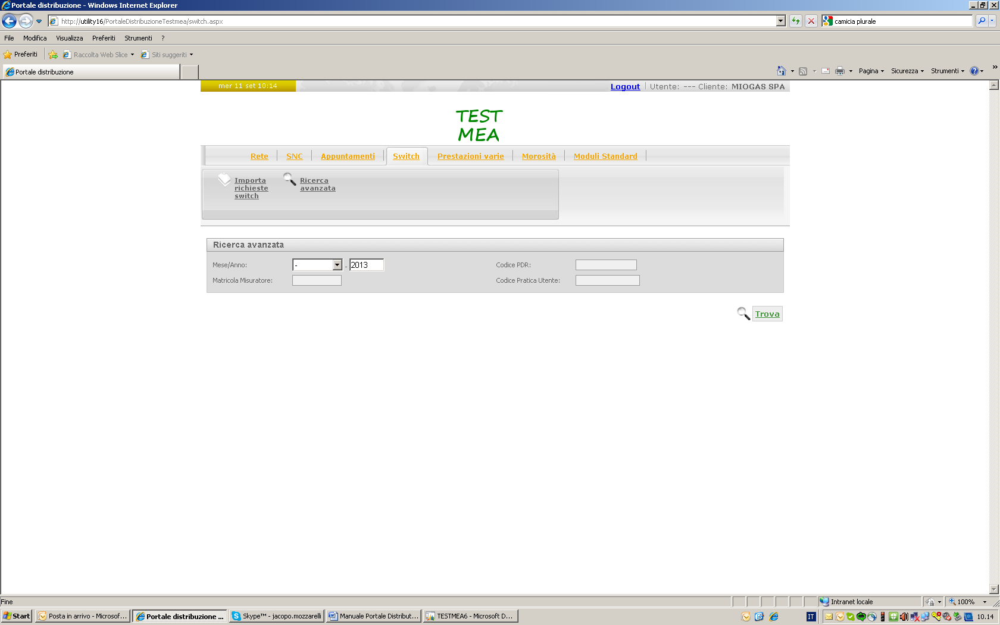 Portale distribuzione - Windows Internet Explorer
http://utility16/PortaleDistribuzioneTestmea/switch.aspx
camicia plurale
File Modifica Visualizza Preferiti Strumenti ?
Preferiti Raccolta Web Slice Siti suggeriti
Portale distribuzione
Pagina Sicurezza Strumenti
mer 11 set 10:14
Logout Utente: --- Cliente: MIOGAS SPA
TEST
MEA
Rete SNC Appuntamenti Switch Prestazioni varie Morosità Moduli Standard
Importa
richieste
switch
Ricerca
avanzata
Ricerca avanzata
Mese/Anno: - - 2013 Codice PDR:
Matricola Misuratore: Codice Pratica Utente:
Trova
Fine
Intranet locale
100%
Start Posta in arrivo - Microsof... Portale distribuzione ... Skype™ - jacopo.mozzarelli Manuale Portale Distribut... TESTMEA6 - Microsoft D... IT 10.14